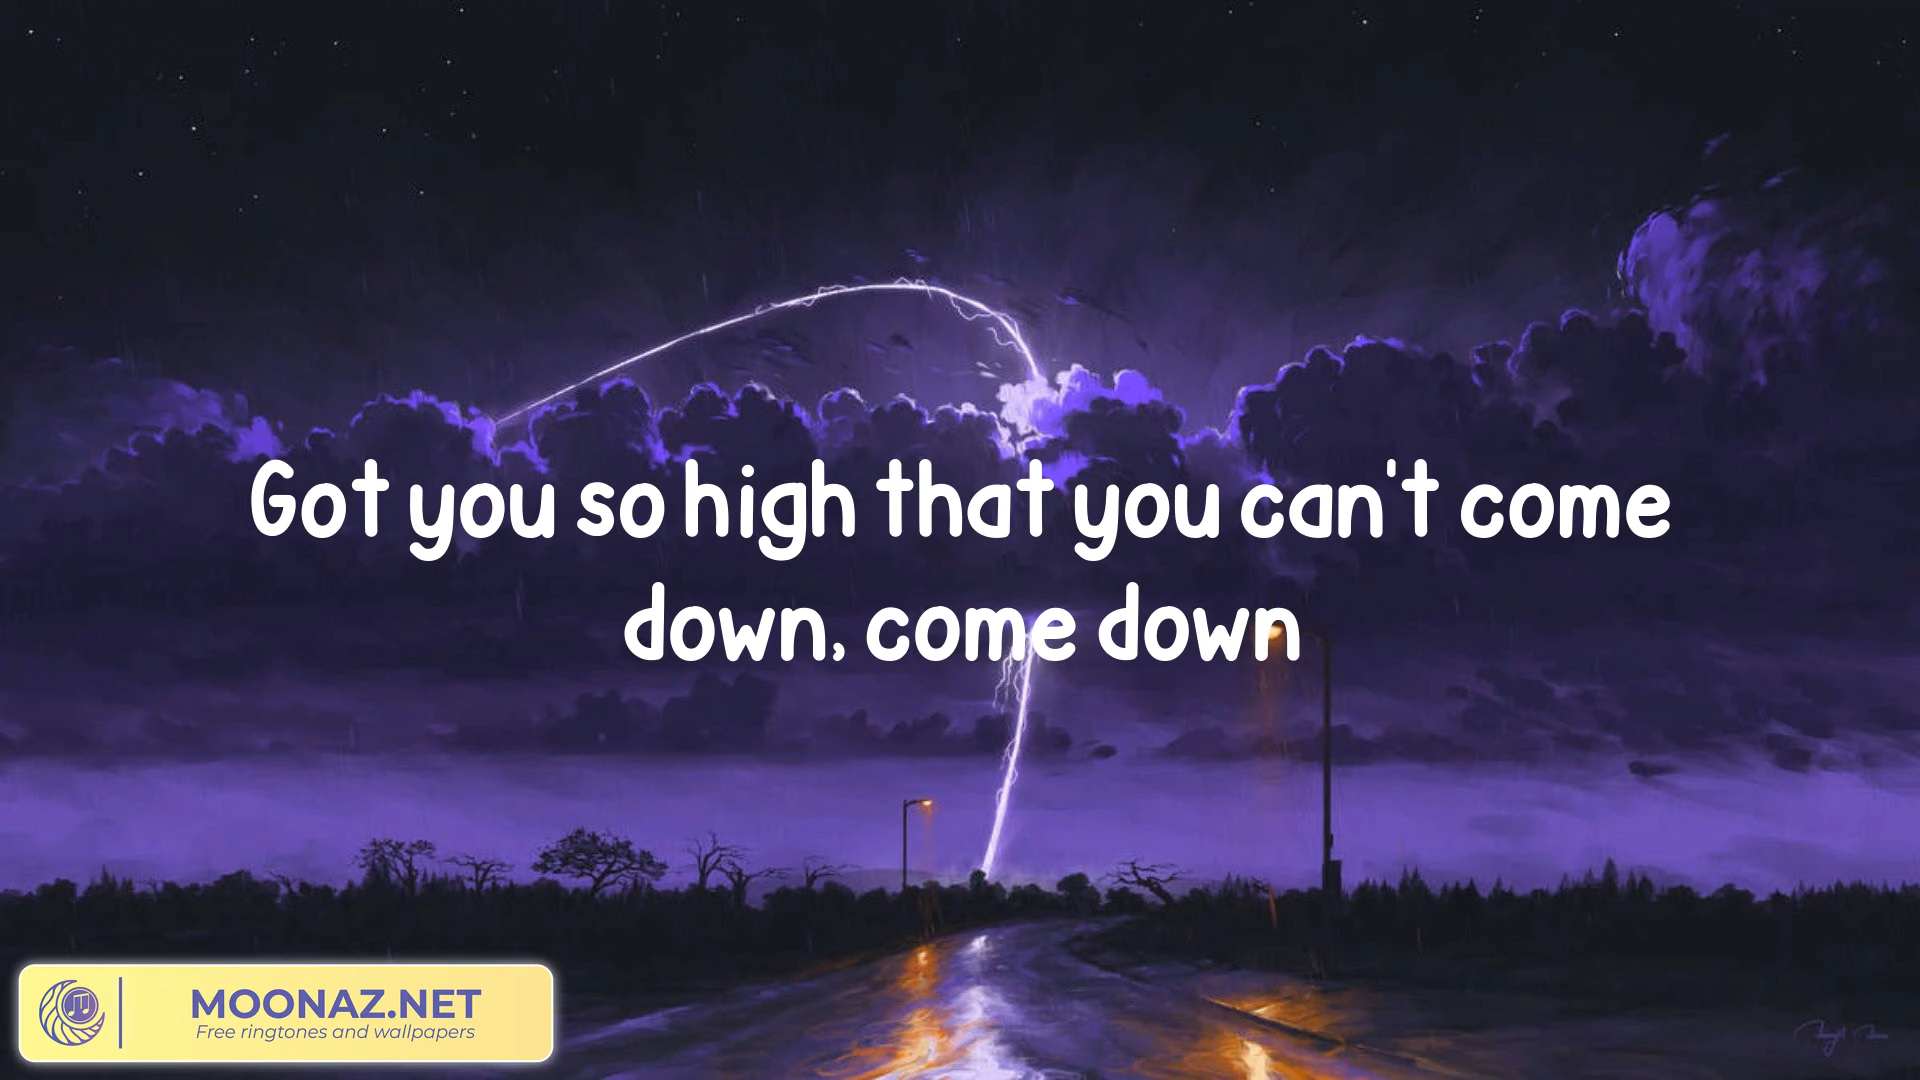 Got you so high that you can't come
down, come down
MOONAZ.NET
Free ringtones and wallpapers